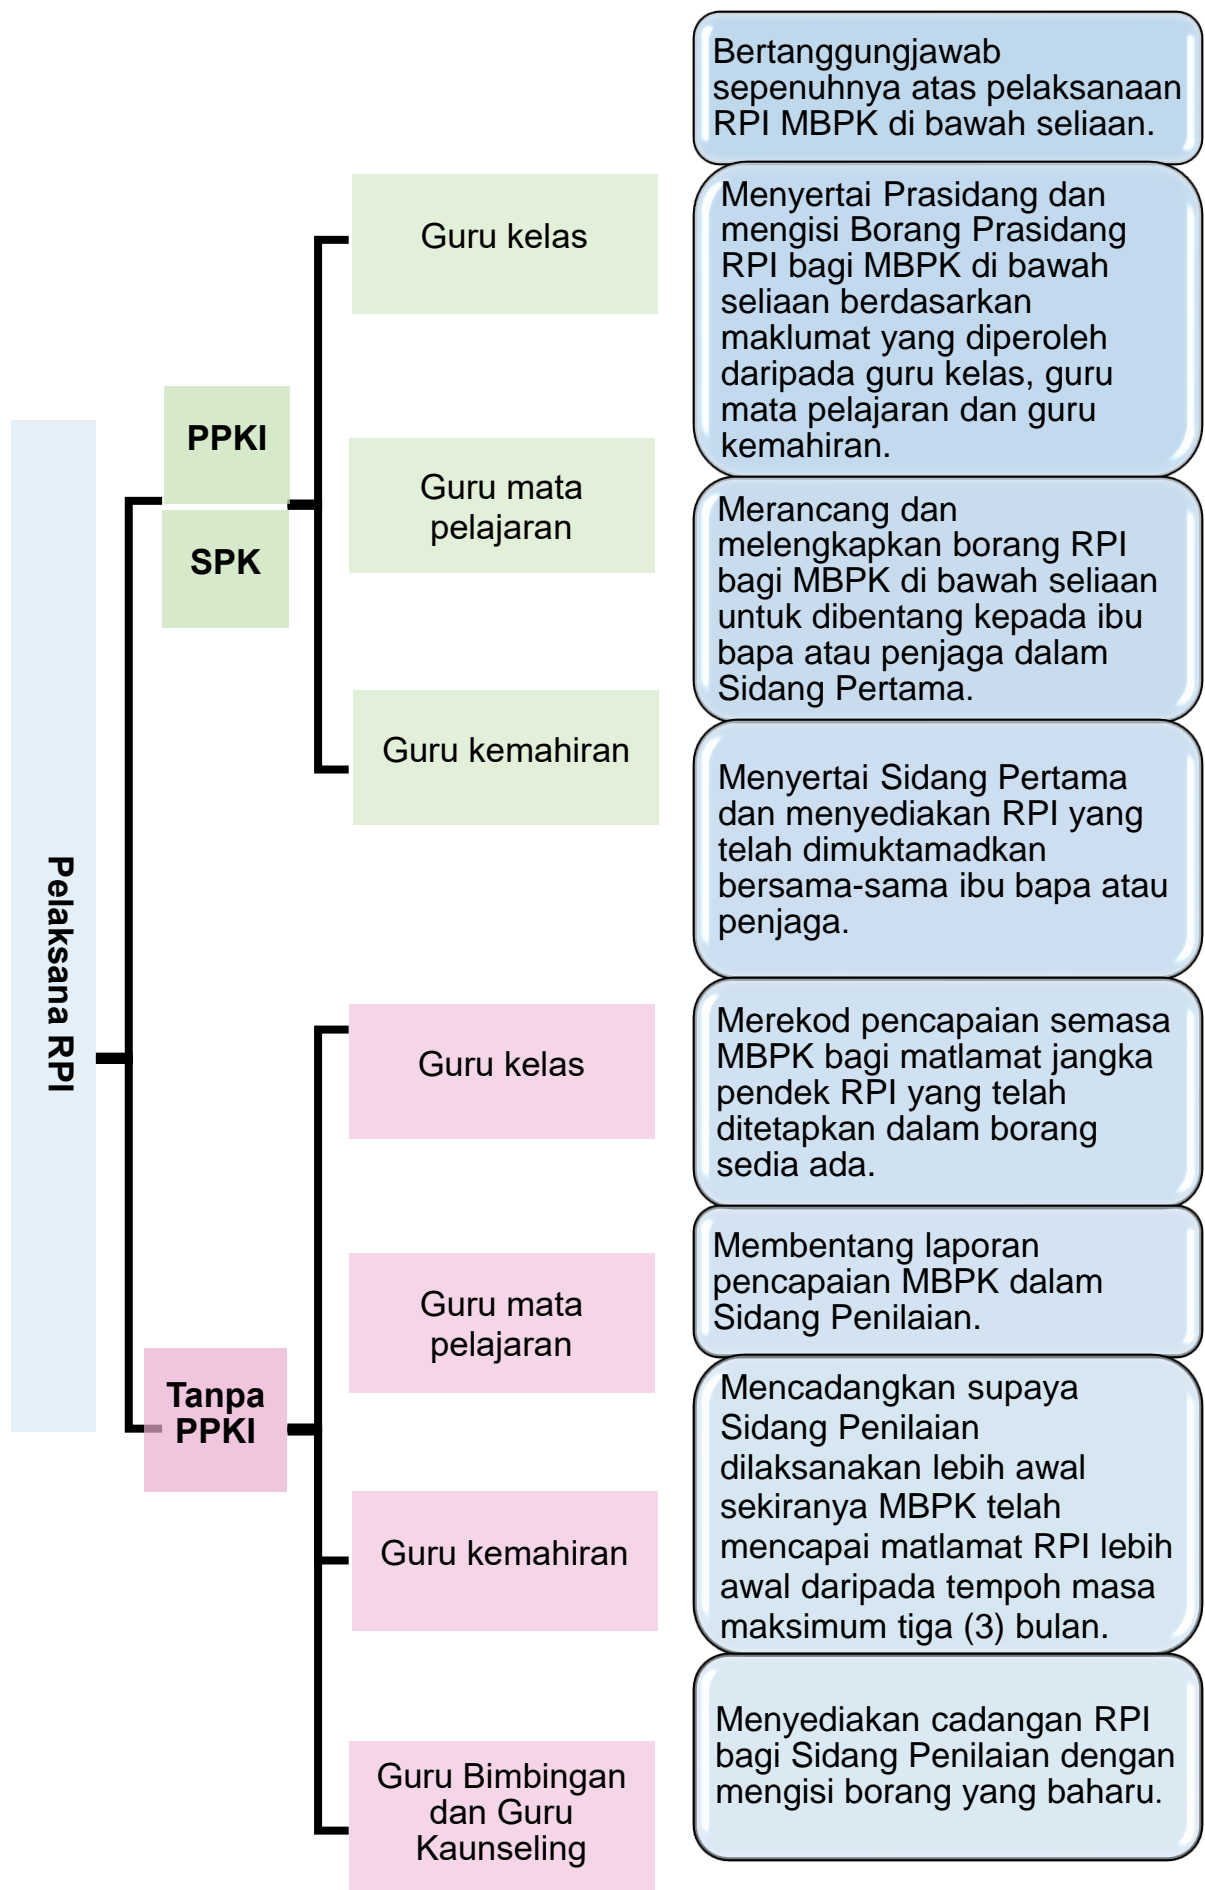 Pelaksana RPI
PPKI
SPK
Guru kelas
Guru mata
pelajaran
Guru kemahiran
Tanpa
PPKI
Guru kelas
Guru mata
pelajaran
Guru kemahiran
Guru Bimbingan
dan Guru
Kaunseling
Bertanggungjawab
sepenuhnya atas pelaksanaan
RPI MBPK di bawah seliaan.
Menyertai Prasidang dan
mengisi Borang Prasidang
RPI bagi MBPK di bawah
seliaan berdasarkan
maklumat yang diperoleh
daripada guru kelas, guru
mata pelajaran dan guru
kemahiran.
Merancang dan
melengkapkan borang RPI
bagi MBPK di bawah seliaan
untuk dibentang kepada ibu
bapa atau penjaga dalam
Sidang Pertama.
Menyertai Sidang Pertama
dan menyediakan RPI yang
telah dimuktamadkan
bersama-sama ibu bapa atau
penjaga.
Merekod pencapaian semasa
MBPK bagi matlamat jangka
pendek RPI yang telah
ditetapkan dalam borang
sedia ada.
Membentang laporan
pencapaian MBPK dalam
Sidang Penilaian.
Mencadangkan supaya
Sidang Penilaian
dilaksanakan lebih awal
sekiranya MBPK telah
mencapai matlamat RPI lebih
awal daripada tempoh masa
maksimum tiga (3) bulan.
Menyediakan cadangan RPI
bagi Sidang Penilaian dengan
mengisi borang yang baharu.